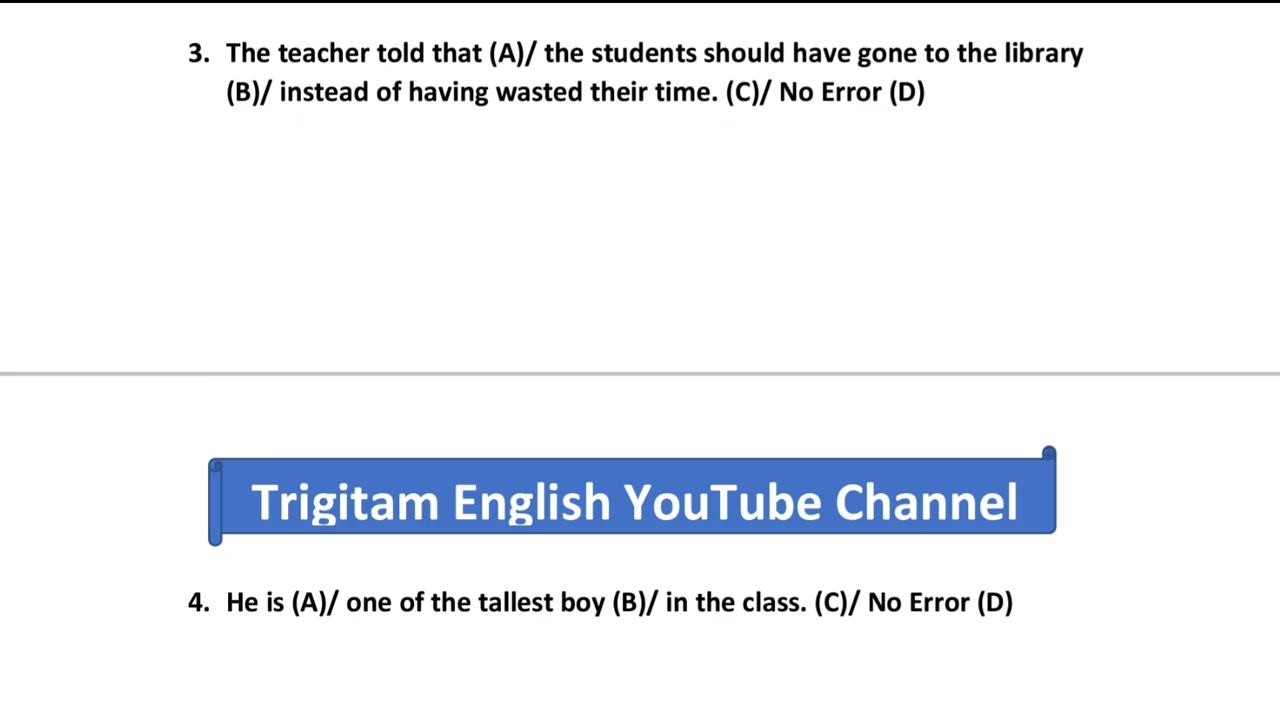 3. The teacher told that (A)/ the students should have gone to the library
(B)/ instead of having wasted their time. (C)/ No Error (D)
Trigitam English YouTube Channel
4. He is (A)/ one of the tallest boy (B)/ in the class. (C)/ No Error (D)